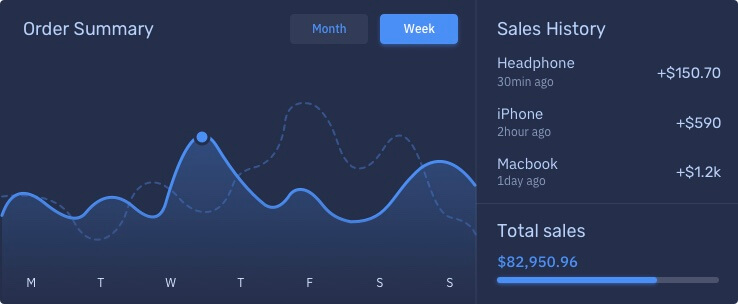 Order Summary
Month
Week
M T W T F S S
Sales History
Headphone
30min ago
+$150.70
iPhone
2hour ago
+$590
Macbook
1day ago
+$1.2k
Total sales
$82,950.96